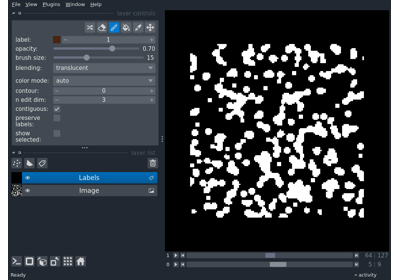 File View Plugins Window Help
layer controls
label: 1
opacity: 0.70
brush size: 15
blending: translucent
color mode: auto
contour: 0
n edit dim: 3
contiguous:
preserve
labels:
show
selected:
layer list
Labels
Image
1 64 127
0 5 9
Ready activity